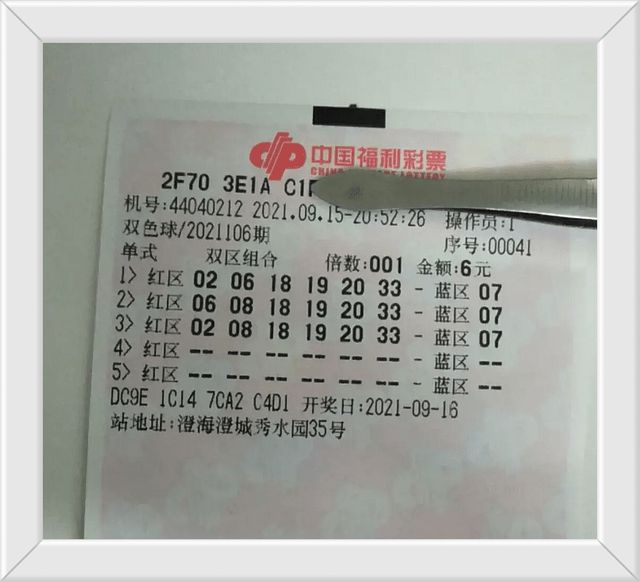 中国福利彩票
2F70 3E1A
机号:44040212 2021.09.15-20:52:26 操作员:1
双色球/2021106期 序号:00041
单式 双区组合 倍数:001 金额:6元
1> 红区 02 06 18 19 20 33 - 蓝区 07
2> 红区 06 08 18 19 20 33 - 蓝区 07
3> 红区 02 08 18 19 20 33 - 蓝区 07
4> 红区 -- -- -- -- -- -- - 蓝区 --
5> 红区 -- -- -- -- -- -- - 蓝区 --
DC9E 1C14 7CA2 C4D1 开奖日:2021-09-16
站地址:澄海澄城秀水园35号